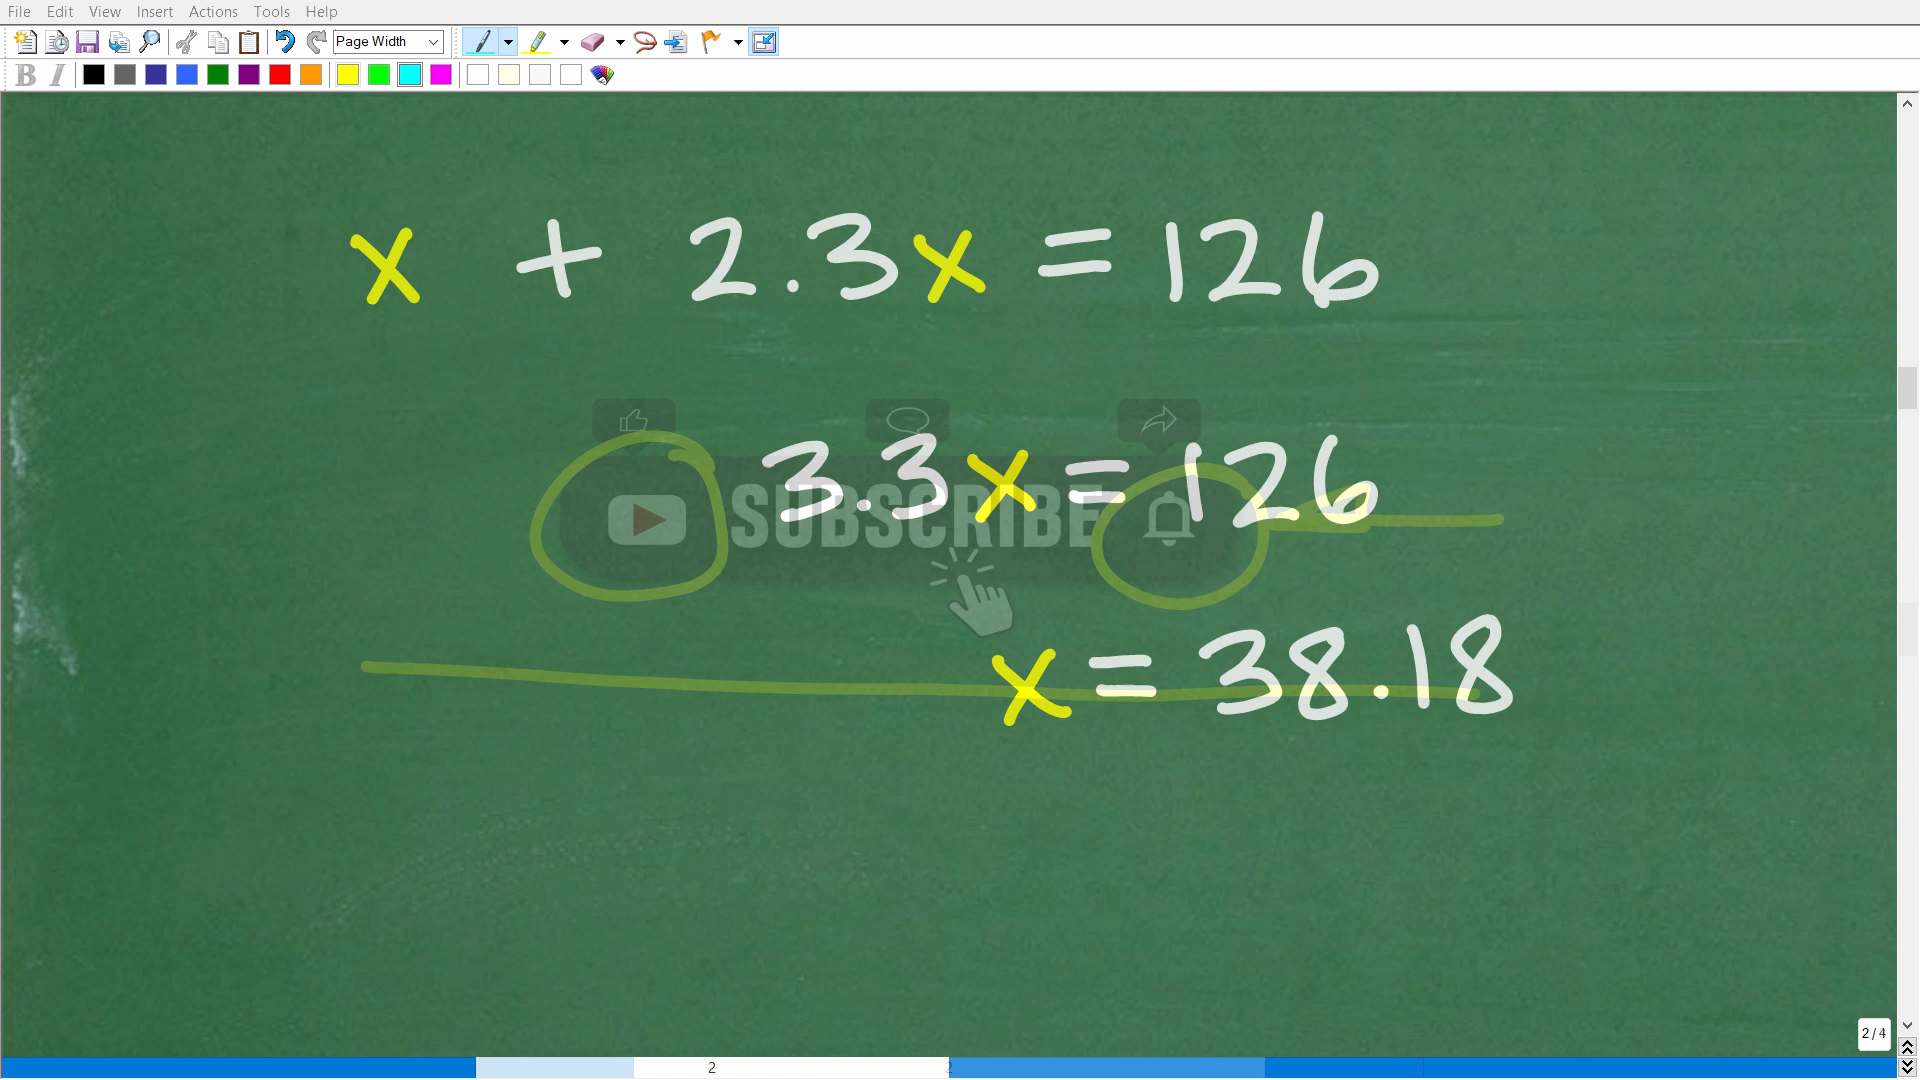 File Edit View Insert Actions Tools Help
Page Width
B I
x + 2.3x = 126
3.3x = 126
SUBSCRIBE
x = 38.18
2 / 4
2 2